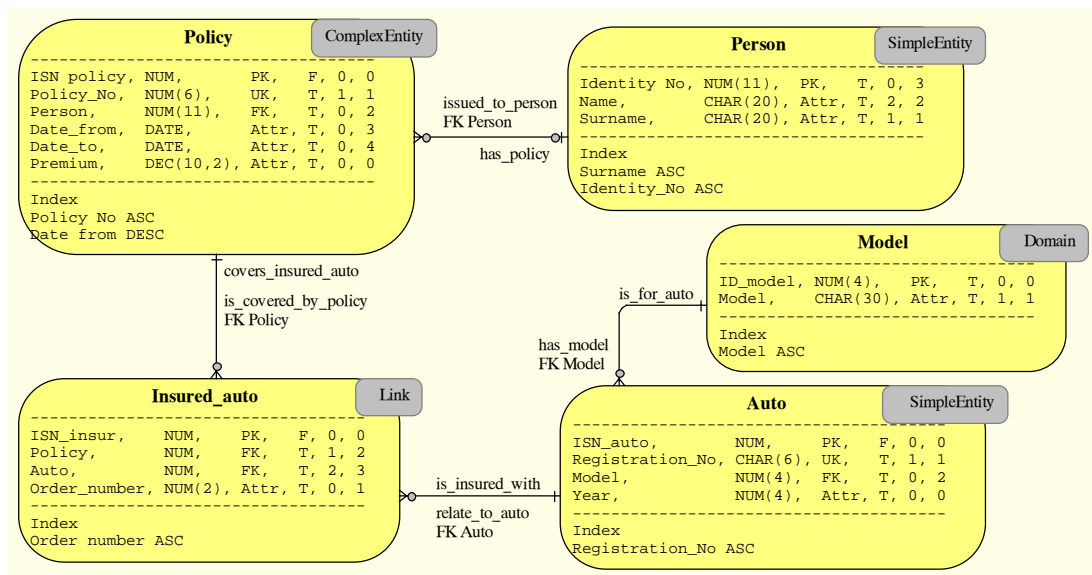 Policy
ComplexEntity
ISN policy, NUM, PK, F, 0, 0
Policy_No, NUM(6), UK, T, 1, 1
Person, NUM(11), FK, T, 0, 2
Date_from, DATE, Attr, T, 0, 3
Date_to, DATE, Attr, T, 0, 4
Premium, DEC(10,2), Attr, T, 0, 0
Index
Policy No ASC
Date from DESC
issued_to_person
FK Person
has_policy
Person
SimpleEntity
Identity No, NUM(11), PK, T, 0, 3
Name, CHAR(20), Attr, T, 2, 2
Surname, CHAR(20), Attr, T, 1, 1
Index
Surname ASC
Identity_No ASC
covers_insured_auto
is_covered_by_policy
FK Policy
Model
Domain
ID_model, NUM(4), PK, T, 0, 0
Model, CHAR(30), Attr, T, 1, 1
Index
Model ASC
is_for_auto
has_model
FK Model
Insured_auto
Link
ISN_insur, NUM, PK, F, 0, 0
Policy, NUM, FK, T, 1, 2
Auto, NUM, FK, T, 2, 3
Order_number, NUM(2), Attr, T, 0, 1
Index
Order number ASC
is_insured_with
relate_to_auto
FK Auto
Auto
SimpleEntity
ISN_auto, NUM, PK, F, 0, 0
Registration_No, CHAR(6), UK, T, 1, 1
Model, NUM(4), FK, T, 0, 2
Year, NUM(4), Attr, T, 0, 0
Index
Registration_No ASC